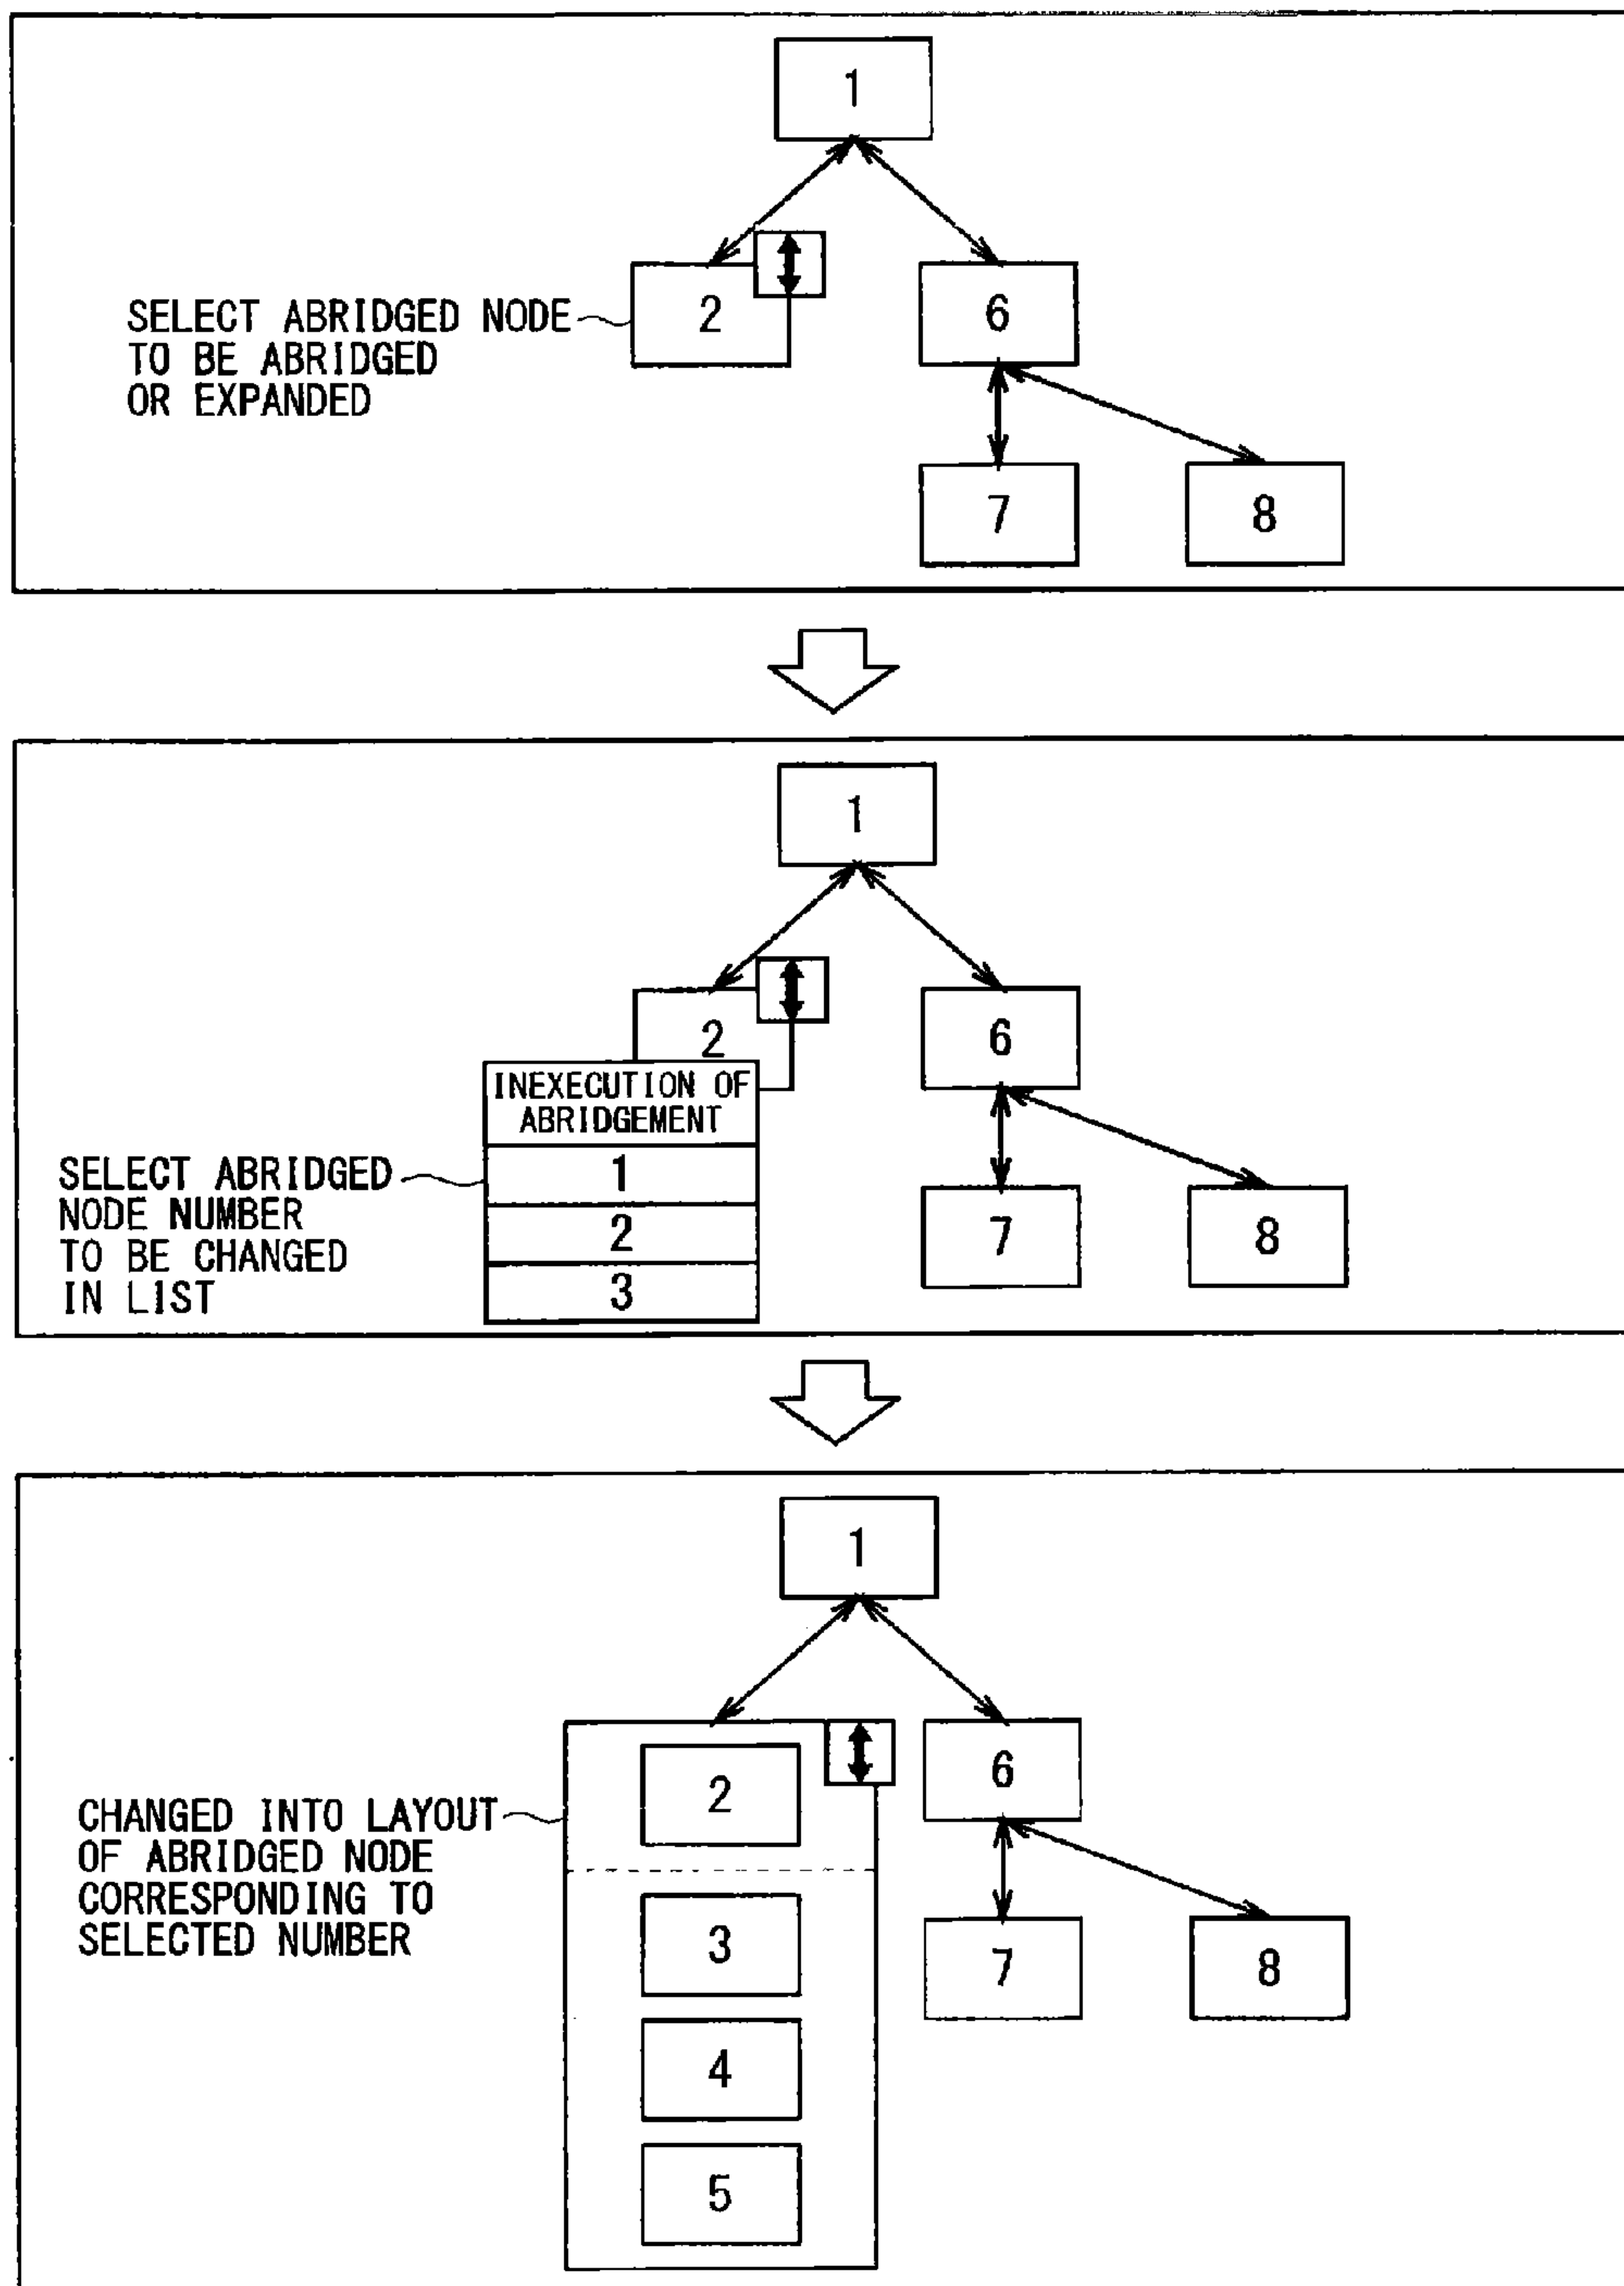 1
SELECT ABRIDGED NODE
TO BE ABRIDGED
OR EXPANDED
2
6
7
8
1
2
6
INEXECUTION OF
ABRIDGEMENT
SELECT ABRIDGED
NODE NUMBER
TO BE CHANGED
IN LIST
1
2
3
7
8
1
2
6
CHANGED INTO LAYOUT
OF ABRIDGED NODE
CORRESPONDING TO
SELECTED NUMBER
3
7
8
4
5